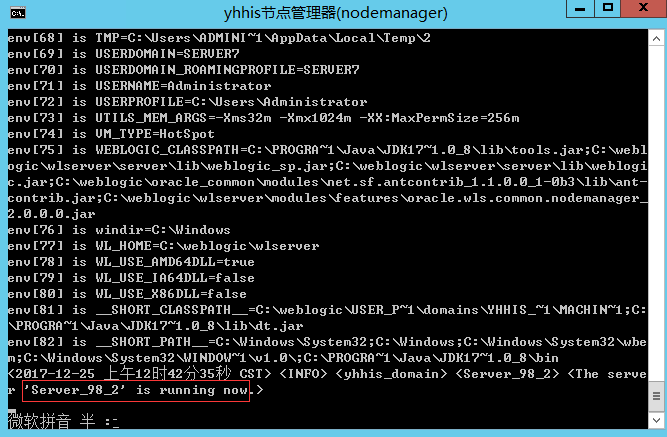 yhhis节点管理器(nodemanager)
env[68] is TMP=C:\Users\ADMINI~1\AppData\Local\Temp\2
env[69] is USERDOMAIN=SERVER7
env[70] is USERDOMAIN_ROAMINGPROFILE=SERVER7
env[71] is USERNAME=Administrator
env[72] is USERPROFILE=C:\Users\Administrator
env[73] is UTILS_MEM_ARGS=-Xms32m -Xmx1024m -XX:MaxPermSize=256m
env[74] is VM_TYPE=HotSpot
env[75] is WEBLOGIC_CLASSPATH=C:\PROGRA~1\Java\JDK17~1.0_8\lib\tools.jar;C:\webl
ogic\wlserver\server\lib\weblogic_sp.jar;C:\weblogic\wlserver\server\lib\weblogi
c.jar;C:\weblogic\oracle_common\modules\net.sf.antcontrib_1.1.0.0_1-0b3\lib\ant-
contrib.jar;C:\weblogic\wlserver\modules\features\oracle.wls.common.nodemanager_
2.0.0.0.jar
env[76] is windir=C:\Windows
env[77] is WL_HOME=C:\weblogic\wlserver
env[78] is WL_USE_AMD64DLL=true
env[79] is WL_USE_IA64DLL=false
env[80] is WL_USE_X86DLL=false
env[81] is __SHORT_CLASSPATH__=C:\weblogic\USER_P~1\domains\YHHIS_~1\MACHIN~1;C:
\PROGRA~1\Java\JDK17~1.0_8\lib\dt.jar
env[82] is __SHORT_PATH__=C:\Windows\System32;C:\Windows;C:\Windows\System32\wbe
m;C:\Windows\System32\WINDOW~1\v1.0\;C:\PROGRA~1\Java\JDK17~1.0_8\bin
<2017-12-25 上午12时42分35秒 CST> <INFO> <yhhis_domain> <Server_98_2> <The serve
r 'Server_98_2' is running now.>
微软拼音 半 :